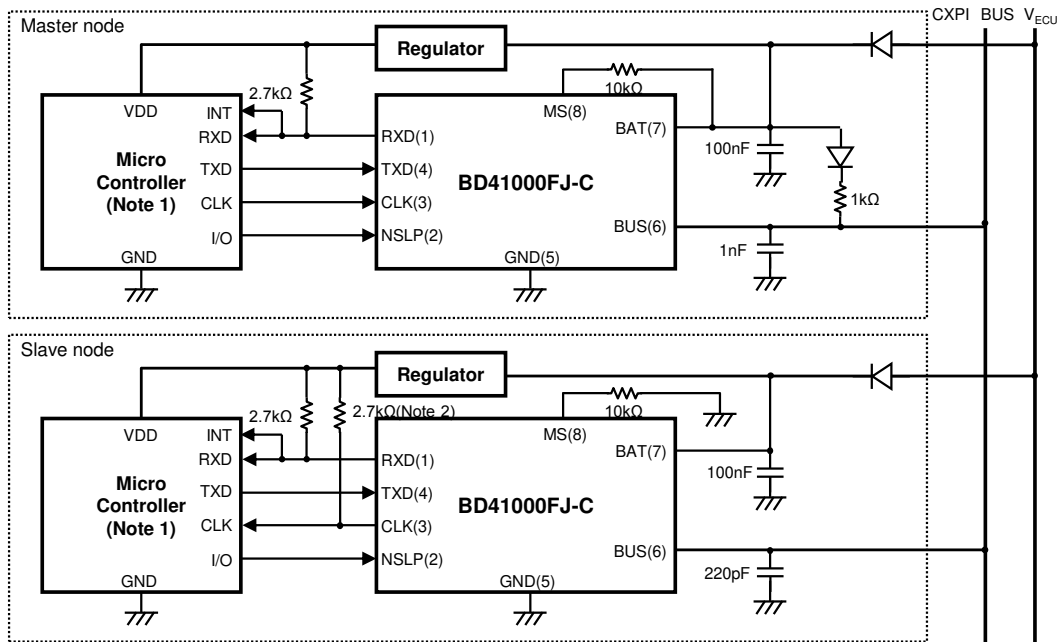 Master node
CXPI BUS VECU
Regulator
2.7kΩ
10kΩ
VDD
INT
RXD
TXD
CLK
I/O
GND
Micro
Controller
(Note 1)
MS(8)
RXD(1)
BAT(7)
TXD(4)
BD41000FJ-C
CLK(3)
NSLP(2)
BUS(6)
GND(5)
100nF
1kΩ
1nF
Slave node
Regulator
2.7kΩ
2.7kΩ(Note 2)
10kΩ
VDD
INT
RXD
TXD
CLK
I/O
GND
Micro
Controller
(Note 1)
MS(8)
RXD(1)
BAT(7)
TXD(4)
BD41000FJ-C
CLK(3)
NSLP(2)
BUS(6)
GND(5)
100nF
220pF